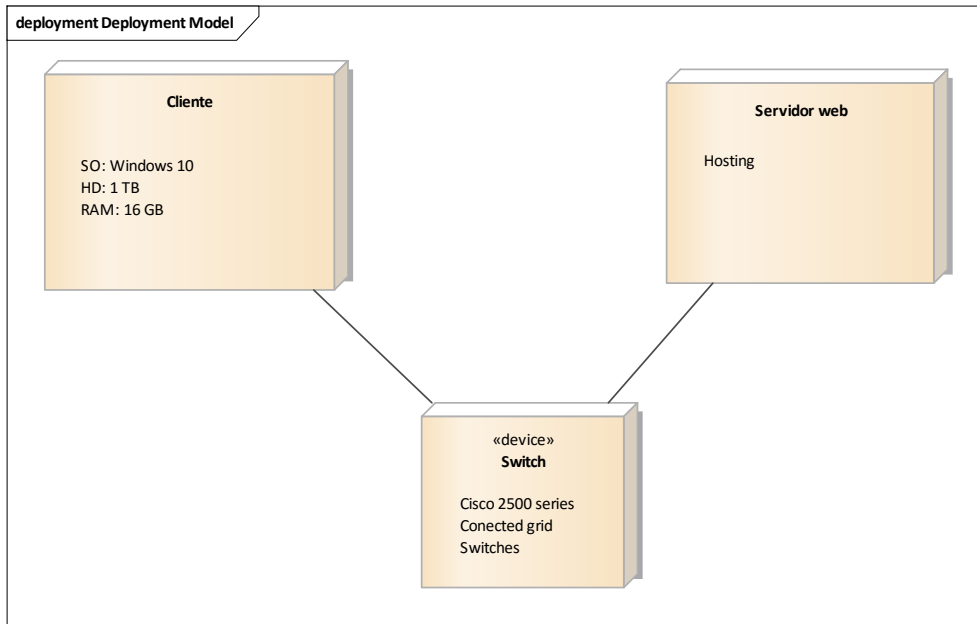 deployment Deployment Model
Cliente
SO: Windows 10
HD: 1 TB
RAM: 16 GB
Servidor web
Hosting
«device»
Switch
Cisco 2500 series
Conected grid
Switches